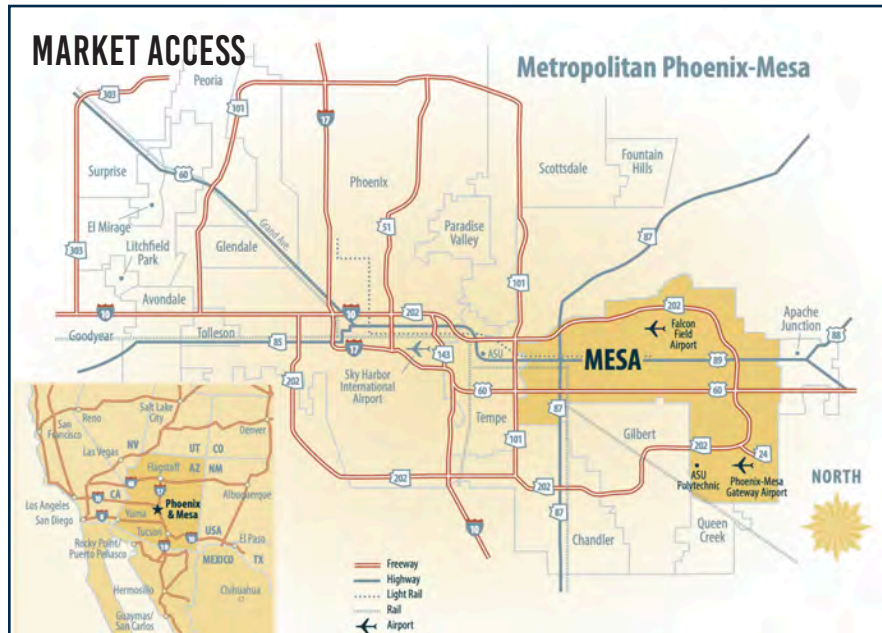 MARKET ACCESS
Metropolitan Phoenix-Mesa
303
Peoria
101
17
Surprise
60
Phoenix
Scottsdale
Fountain
Hills
El Mirage
51
Paradise
Valley
87
Grand Ave.
Litchfield
Park
Glendale
303
101
Avondale
10
10
202
202
Falcon
Field
Airport
Apache
Junction
88
Goodyear
Tolleson
85
17
143
ASU
MESA
89
Sky Harbor
International
Airport
202
60
60
Tempe
87
101
Gilbert
202
24
ASU
Polytechnic
Phoenix-Mesa
Gateway Airport
NORTH
202
202
87
10
Chandler
Queen
Creek
Reno
Salt Lake
City
San
Francisco
Denver
NV
UT
CO
Las Vegas
Flagstaff
AZ
NM
CA
17
Los Angeles
San Diego
Phoenix
& Mesa
Albuquerque
Yuma
Tucson
USA
El Paso
Rocky Point/
Puerto Peñasco
MEXICO
TX
Hermosillo
Chihuahua
Guaymas/
San Carlos
Freeway
Highway
Light Rail
Rail
Airport